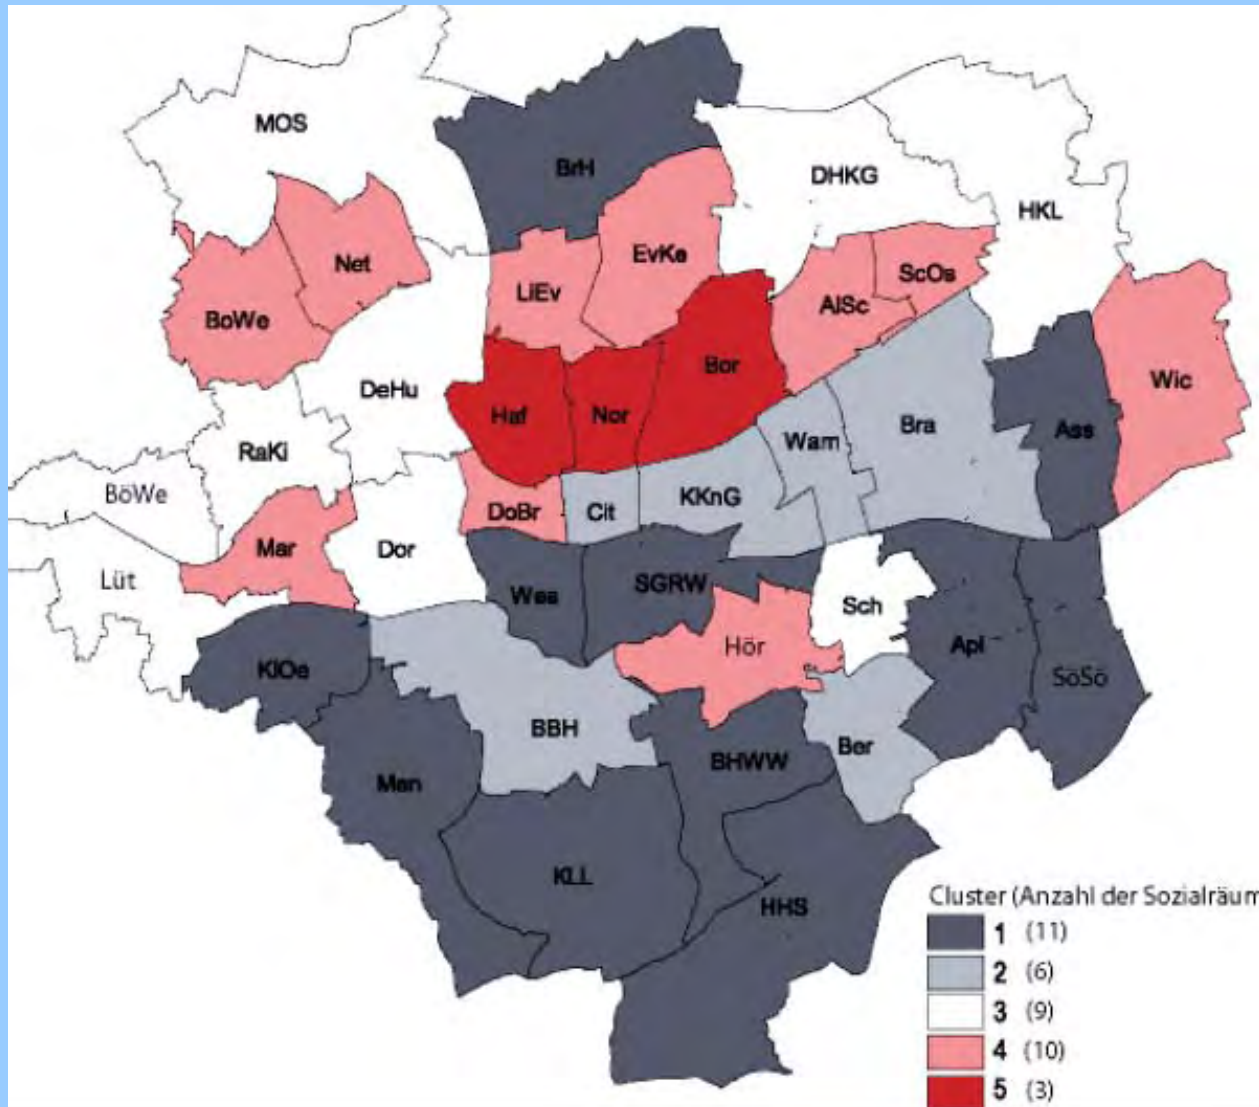 MOS
BrH
DHKG
HKL
Net
EvKe
ScOs
LiEv
AlSc
BoWe
Bor
Wic
DeHu
Haf
Nor
Wam
Bra
Ass
RaKi
BöWe
KKnG
DoBr
Cit
Mar
Dor
Lüt
Wes
SGRW
Sch
Hör
Apl
KlOe
SöSö
BBH
Ber
BHWW
Men
KLL
HHS
Cluster (Anzahl der Sozialräum
1 (11)
2 (6)
3 (9)
4 (10)
5 (3)